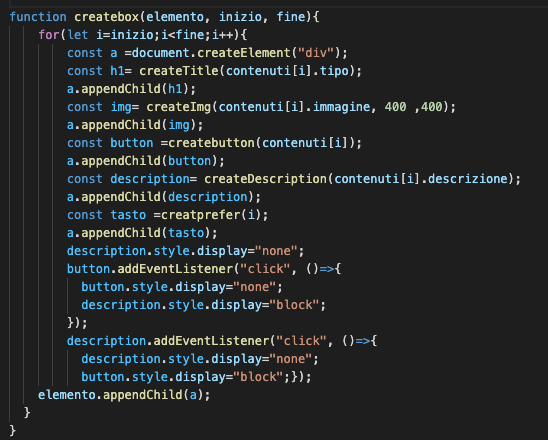 function createbox(elemento, inizio, fine){
for(let i=inizio;i<fine;i++){
const a =document.createElement("div");
const h1= createTitle(contenuti[i].tipo);
a.appendChild(h1);
const img= createImg(contenuti[i].immagine, 400 ,400);
a.appendChild(img);
const button =createbutton(contenuti[i]);
a.appendChild(button);
const description= createDescription(contenuti[i].descrizione);
a.appendChild(description);
const tasto =creatprefer(i);
a.appendChild(tasto);
description.style.display="none";
button.addEventListener("click", ()=>{
button.style.display="none";
description.style.display="block";
});
description.addEventListener("click", ()=>{
description.style.display="none";
button.style.display="block";});
elemento.appendChild(a);
}
}